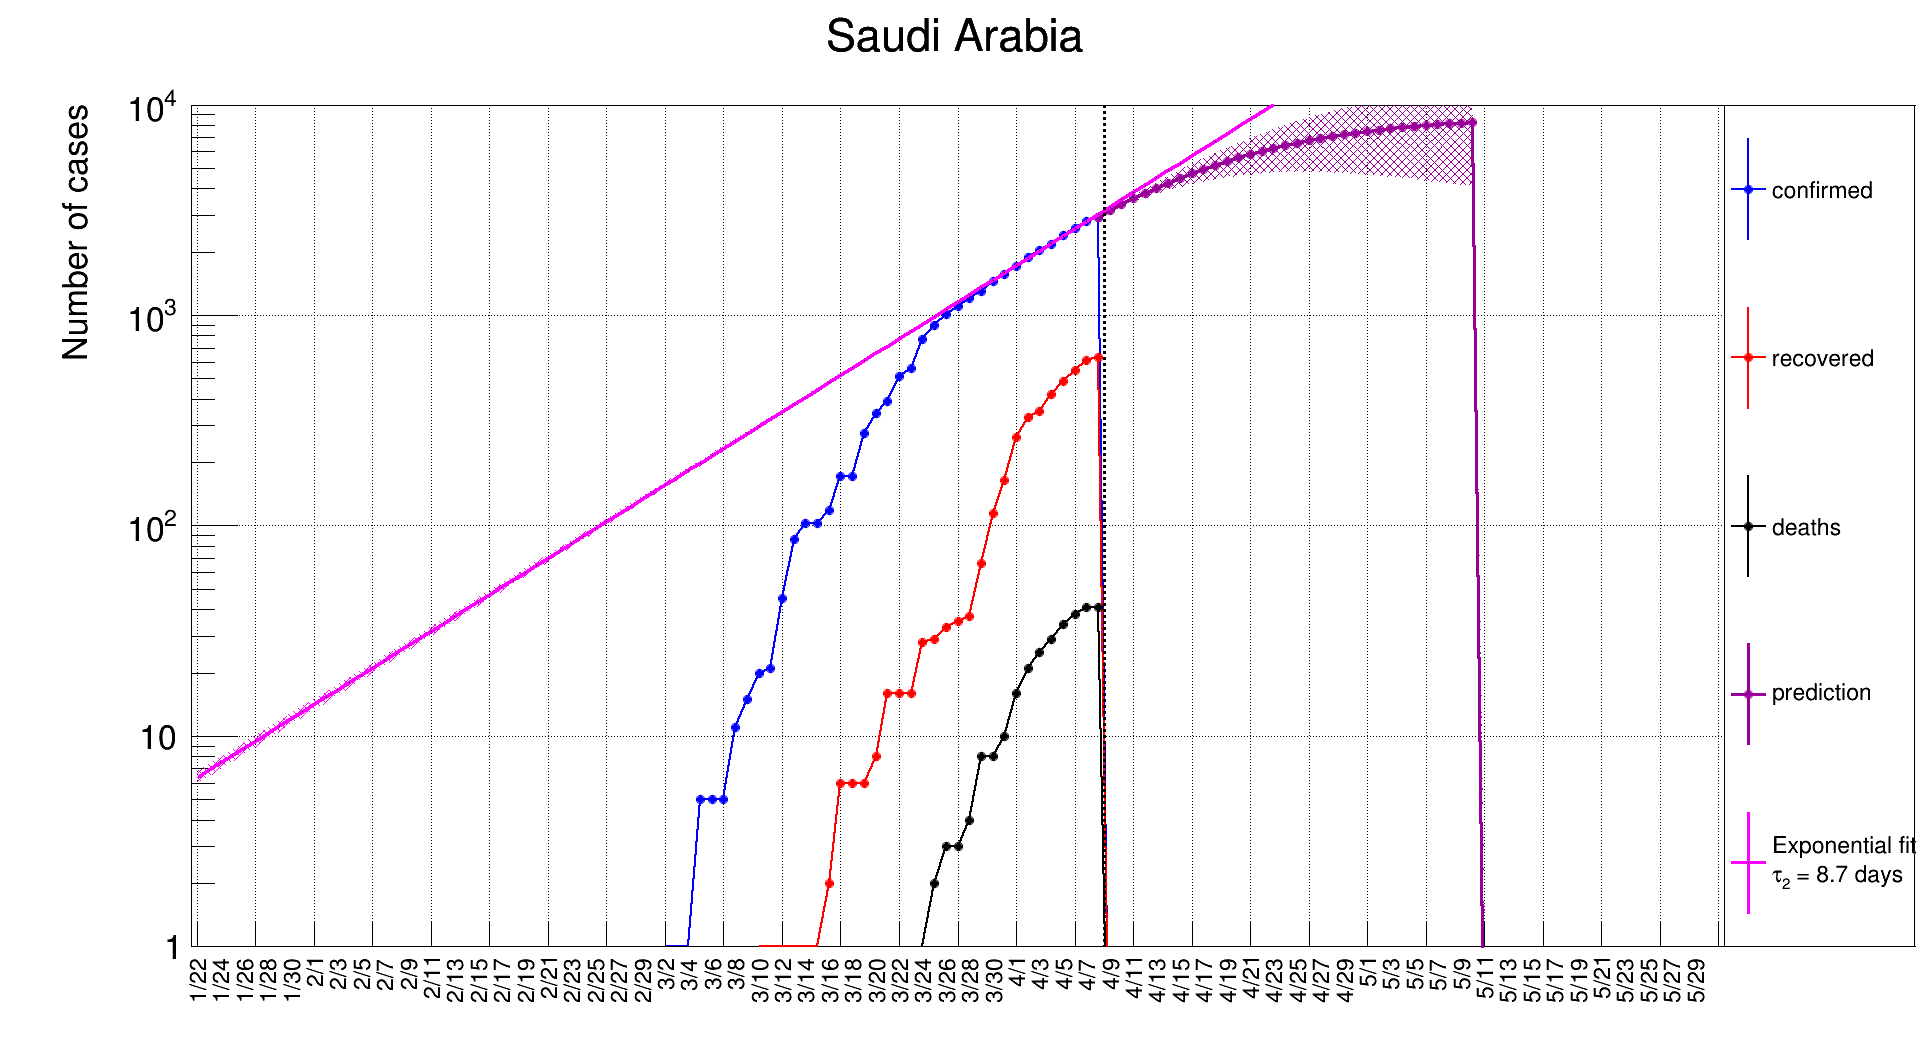 Saudi Arabia
Number of cases
10⁴
10³
10²
10
1
1/22 1/24 1/26 1/28 1/30 2/1 2/3 2/5 2/7 2/9 2/11 2/13 2/15 2/17 2/19 2/21 2/23 2/25 2/27 2/29 3/2 3/4 3/6 3/8 3/10 3/12 3/14 3/16 3/18 3/20 3/22 3/24 3/26 3/28 3/30 4/1 4/3 4/5 4/7 4/9 4/11 4/13 4/15 4/17 4/19 4/21 4/23 4/25 4/27 4/29 5/1 5/3 5/5 5/7 5/9 5/11 5/13 5/15 5/17 5/19 5/21 5/23 5/25 5/27 5/29
confirmed
recovered
deaths
prediction
Exponential fit
τ₂ = 8.7 days